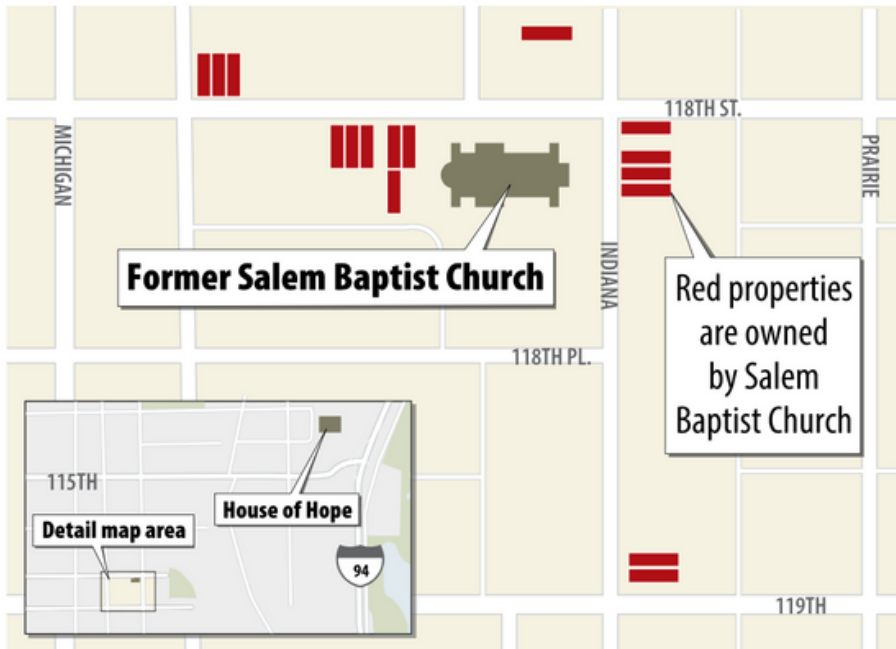 118TH ST.
MICHIGAN
PRAIRIE
INDIANA
Former Salem Baptist Church
Red properties
are owned
by Salem
Baptist Church
118TH PL.
115TH
House of Hope
Detail map area
94
119TH